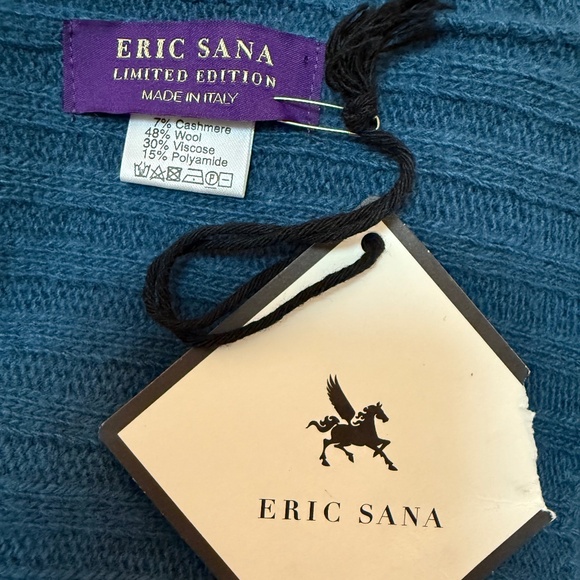 ERIC SANA
LIMITED EDITION
MADE IN ITALY
7% Cashmere
48% Wool
30% Viscose
15% Polyamide
P
ERIC SANA